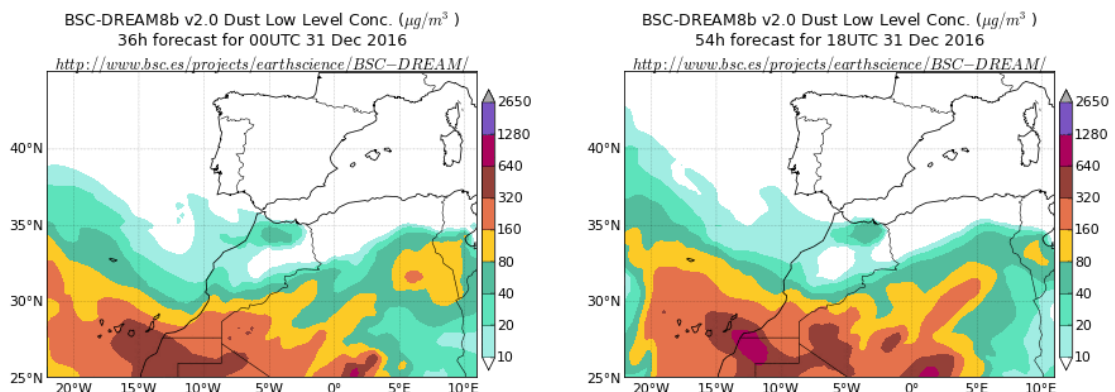 BSC-DREAM8b v2.0 Dust Low Level Conc. (μg/m³ )
36h forecast for 00UTC 31 Dec 2016
http://www.bsc.es/projects/earthscience/BSC−DREAM/
2650
1280
640
320
160
80
40
20
10
40°N
35°N
30°N
25°N
20°W
15°W
10°W
5°W
0°
5°E
10°E
BSC-DREAM8b v2.0 Dust Low Level Conc. (μg/m³ )
54h forecast for 18UTC 31 Dec 2016
http://www.bsc.es/projects/earthscience/BSC−DREAM/
2650
1280
640
320
160
80
40
20
10
40°N
35°N
30°N
25°N
20°W
15°W
10°W
5°W
0°
5°E
10°E